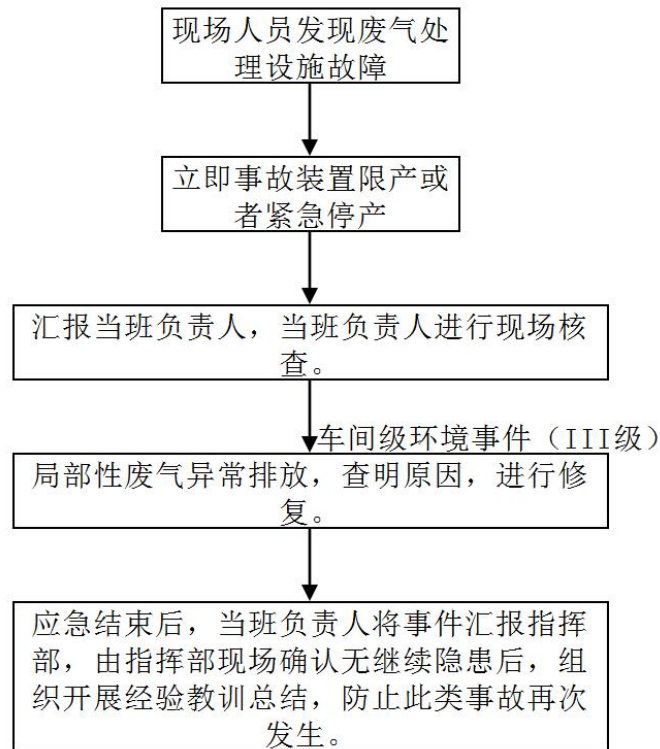 现场人员发现废气处
理设施故障
立即事故装置限产或
者紧急停产
汇报当班负责人，当班负责人进行现场核
查。
车间级环境事件（III级）
局部性废气异常排放，查明原因，进行修
复。
应急结束后，当班负责人将事件汇报指挥
部，由指挥部现场确认无继续隐患后，组
织开展经验教训总结，防止此类事故再次
发生。